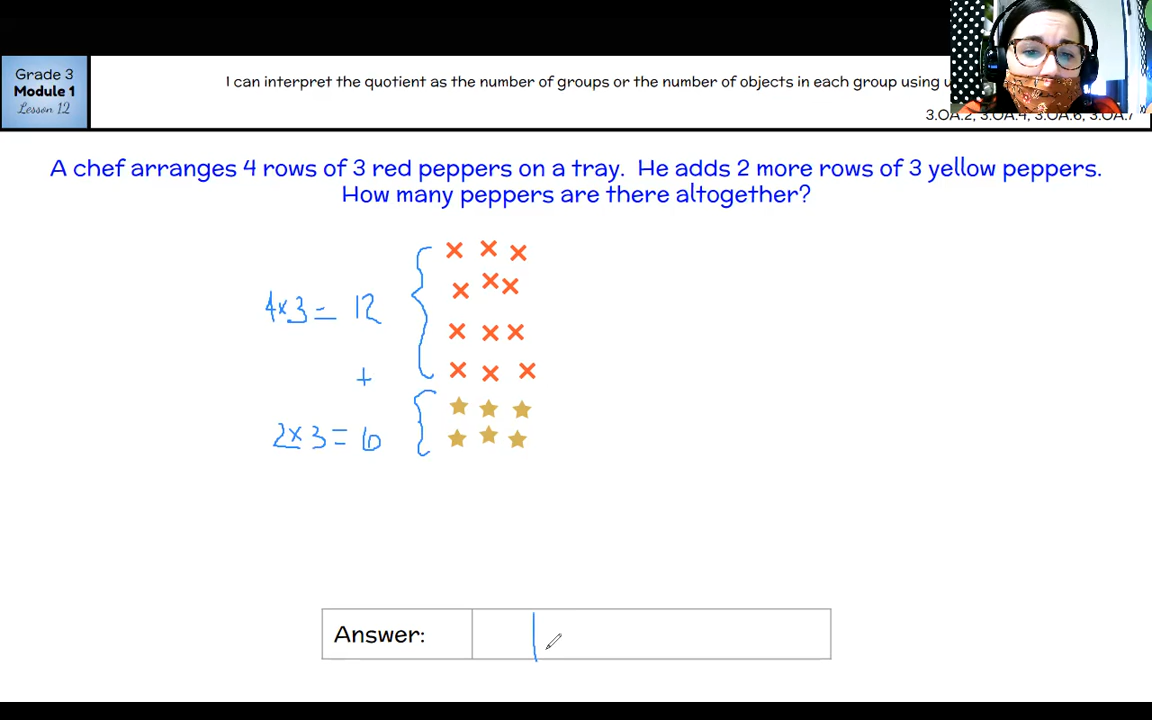 Grade 3
Module 1
Lesson 12
I can interpret the quotient as the number of groups or the number of objects in each group using
3.OA.2, 3.OA.4, 3.OA.6, 3.OA.7
A chef arranges 4 rows of 3 red peppers on a tray. He adds 2 more rows of 3 yellow peppers.
How many peppers are there altogether?
4x3= 12
+
2x3= 6
Answer: 1